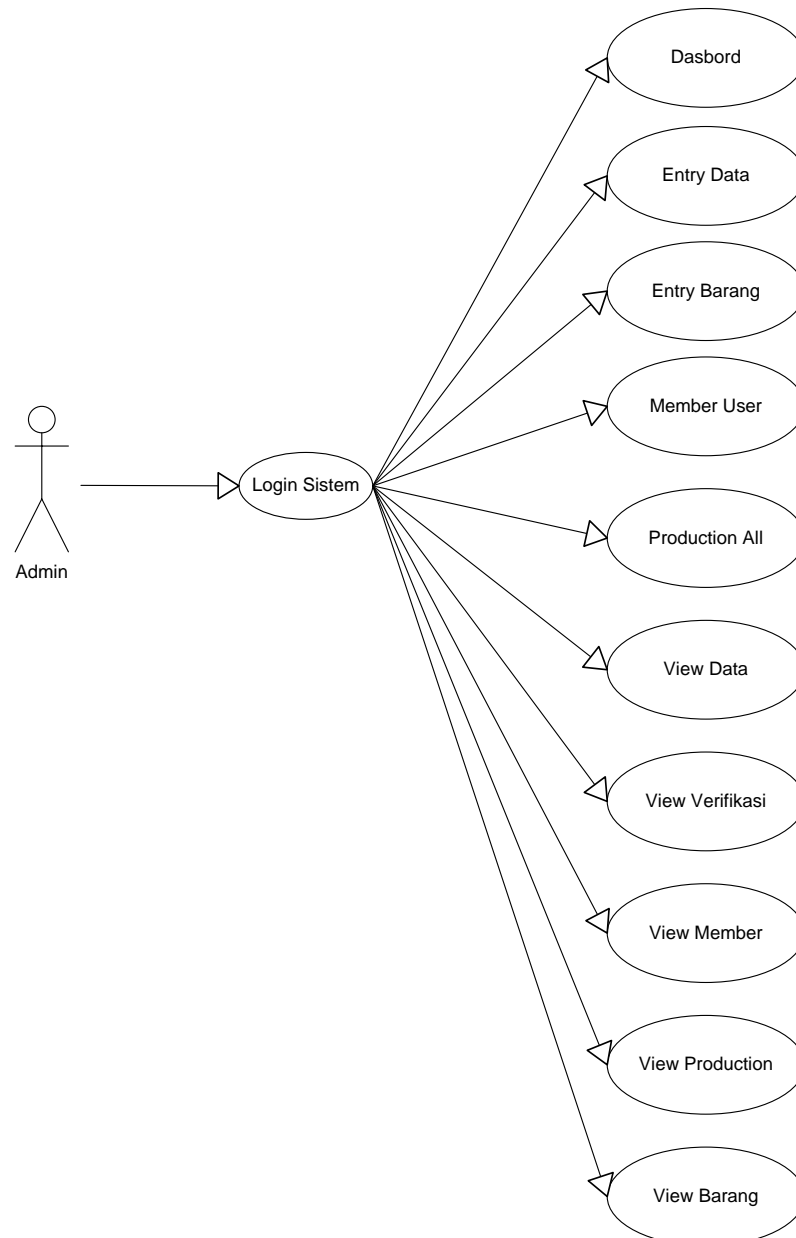 Dasbord
Entry Data
Entry Barang
Member User
Admin
Login Sistem
Production All
View Data
View Verifikasi
View Member
View Production
View Barang